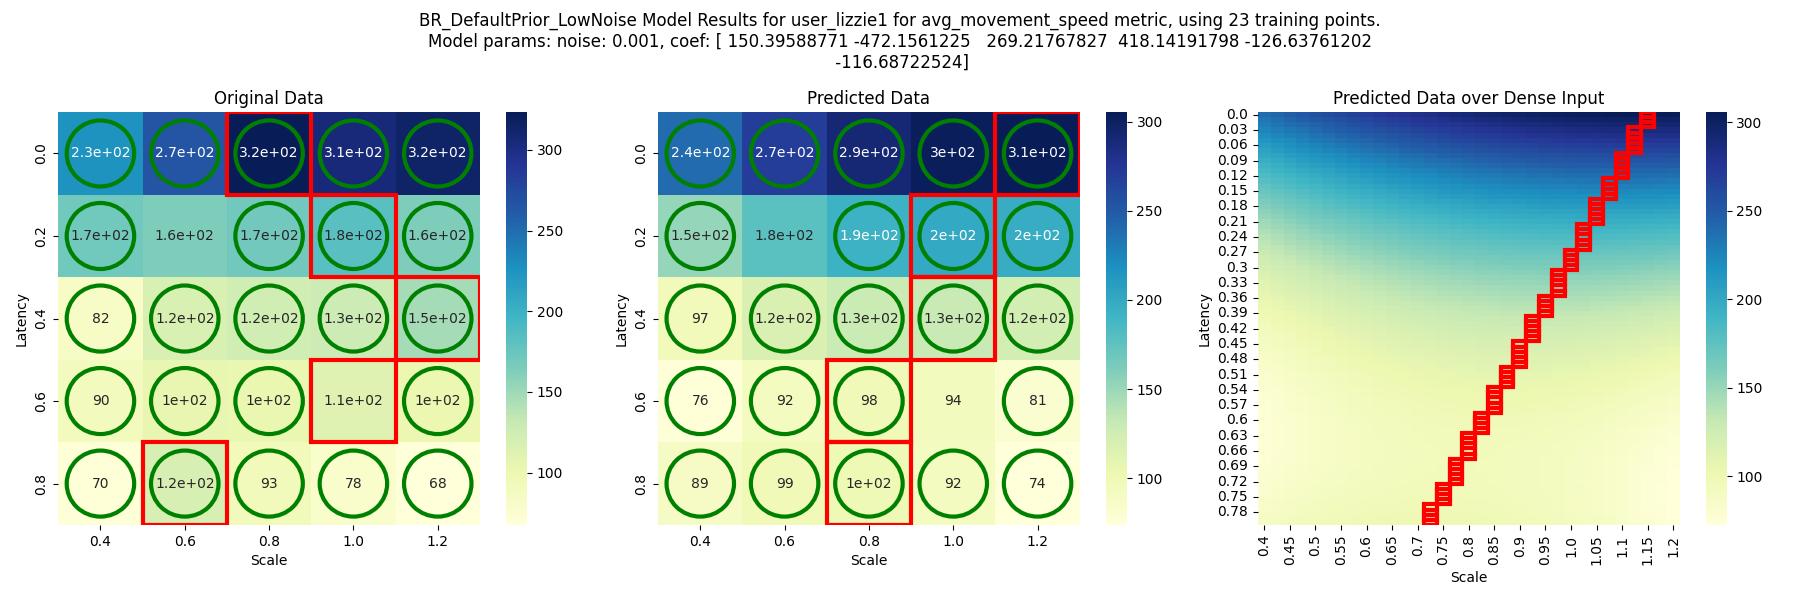 BR_DefaultPrior_LowNoise Model Results for user_lizzie1 for avg_movement_speed metric, using 23 training points.
Model params: noise: 0.001, coef: [ 150.39588771 -472.1561225   269.21767827  418.14191798 -126.63761202
-116.68722524]
Original Data
2.3e+02 2.7e+02 3.2e+02 3.1e+02 3.2e+02
1.7e+02 1.6e+02 1.7e+02 1.8e+02 1.6e+02
82 1.2e+02 1.2e+02 1.3e+02 1.5e+02
90 1e+02 1e+02 1.1e+02 1e+02
70 1.2e+02 93 78 68
0.0
0.2
0.4
0.6
0.8
Latency
0.4 0.6 0.8 1.0 1.2
Scale
300
250
200
150
100
Predicted Data
2.4e+02 2.7e+02 2.9e+02 3e+02 3.1e+02
1.5e+02 1.8e+02 1.9e+02 2e+02 2e+02
97 1.2e+02 1.3e+02 1.3e+02 1.2e+02
76 92 98 94 81
89 99 1e+02 92 74
0.0
0.2
0.4
0.6
0.8
Latency
0.4 0.6 0.8 1.0 1.2
Scale
300
250
200
150
100
Predicted Data over Dense Input
0.0
0.03
0.06
0.09
0.12
0.15
0.18
0.21
0.24
0.27
0.3
0.33
0.36
0.39
0.42
0.45
0.48
0.51
0.54
0.57
0.6
0.63
0.66
0.69
0.72
0.75
0.78
Latency
0.4 0.45 0.5 0.55 0.6 0.65 0.7 0.75 0.8 0.85 0.9 0.95 1.0 1.05 1.1 1.15 1.2
Scale
300
250
200
150
100